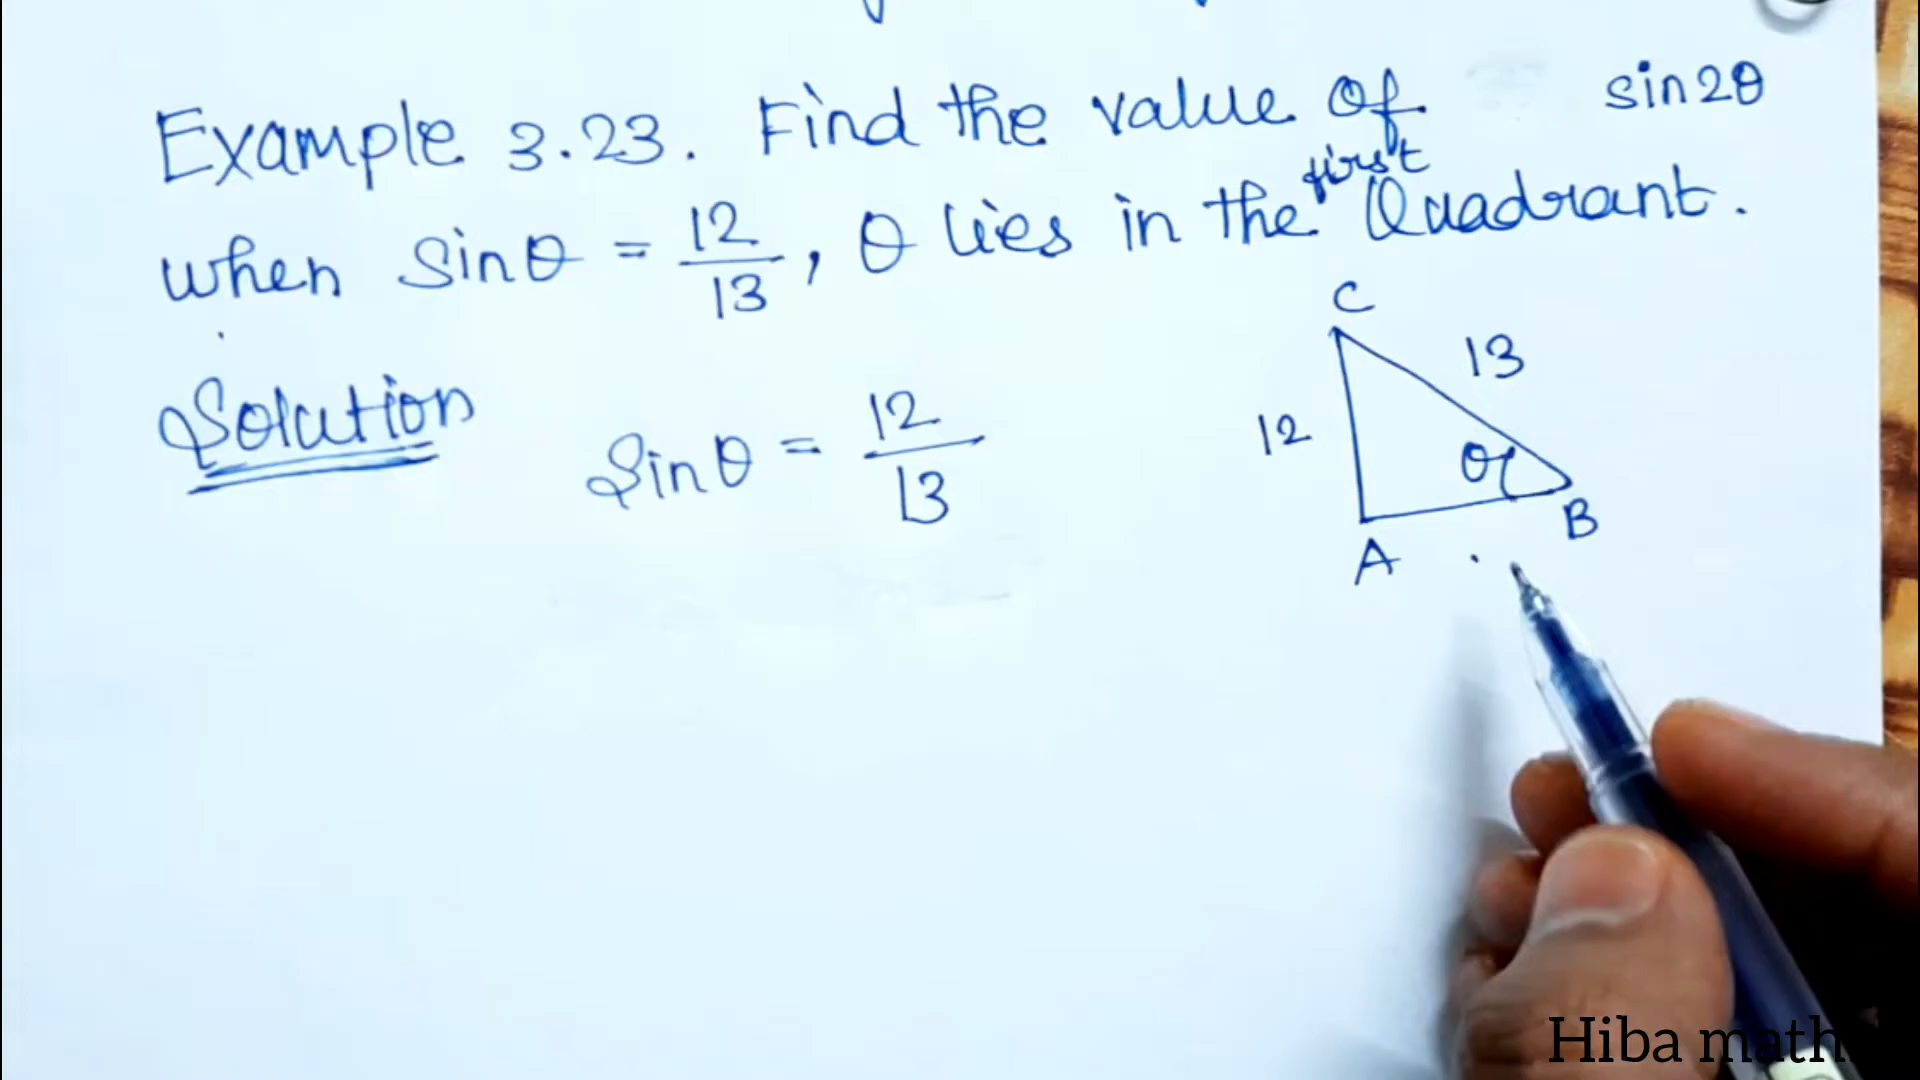 Example 3.23. Find the value of sin2θ
when sinθ = 12/13, θ lies in the first Quadrant.
Solution
sinθ = 12/13
C
13
12
θ
B
A
Hiba math